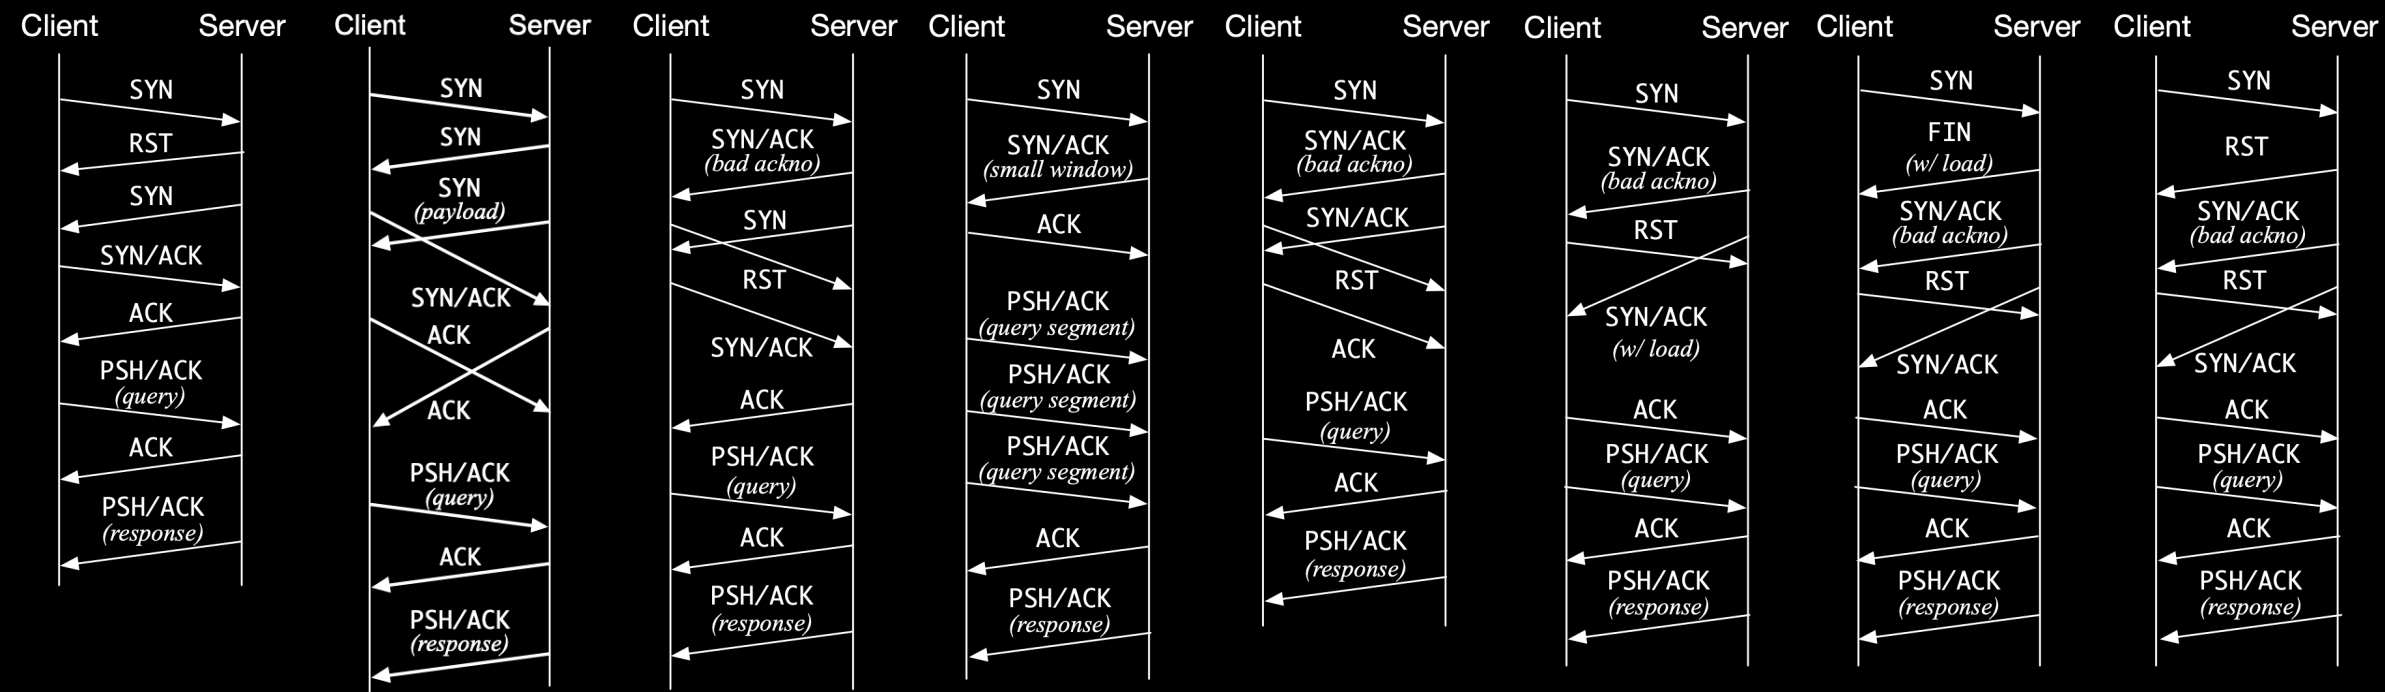 Client Server
SYN
RST
SYN
SYN/ACK
ACK
PSH/ACK
(query)
ACK
PSH/ACK
(response)
Client Server
SYN
SYN
SYN
(payload)
SYN/ACK
ACK
ACK
PSH/ACK
(query)
ACK
PSH/ACK
(response)
Client Server
SYN
SYN/ACK
(bad ackno)
SYN
RST
SYN/ACK
ACK
PSH/ACK
(query)
ACK
PSH/ACK
(response)
Client Server
SYN
SYN/ACK
(small window)
ACK
PSH/ACK
(query segment)
PSH/ACK
(query segment)
PSH/ACK
(query segment)
ACK
PSH/ACK
(response)
Client Server
SYN
SYN/ACK
(bad ackno)
SYN/ACK
RST
ACK
PSH/ACK
(query)
ACK
PSH/ACK
(response)
Client Server
SYN
SYN/ACK
(bad ackno)
RST
SYN/ACK
(w/ load)
ACK
PSH/ACK
(query)
ACK
PSH/ACK
(response)
Client Server
SYN
FIN
(w/ load)
SYN/ACK
(bad ackno)
RST
SYN/ACK
ACK
PSH/ACK
(query)
ACK
PSH/ACK
(response)
Client Server
SYN
RST
SYN/ACK
(bad ackno)
RST
SYN/ACK
ACK
PSH/ACK
(query)
ACK
PSH/ACK
(response)